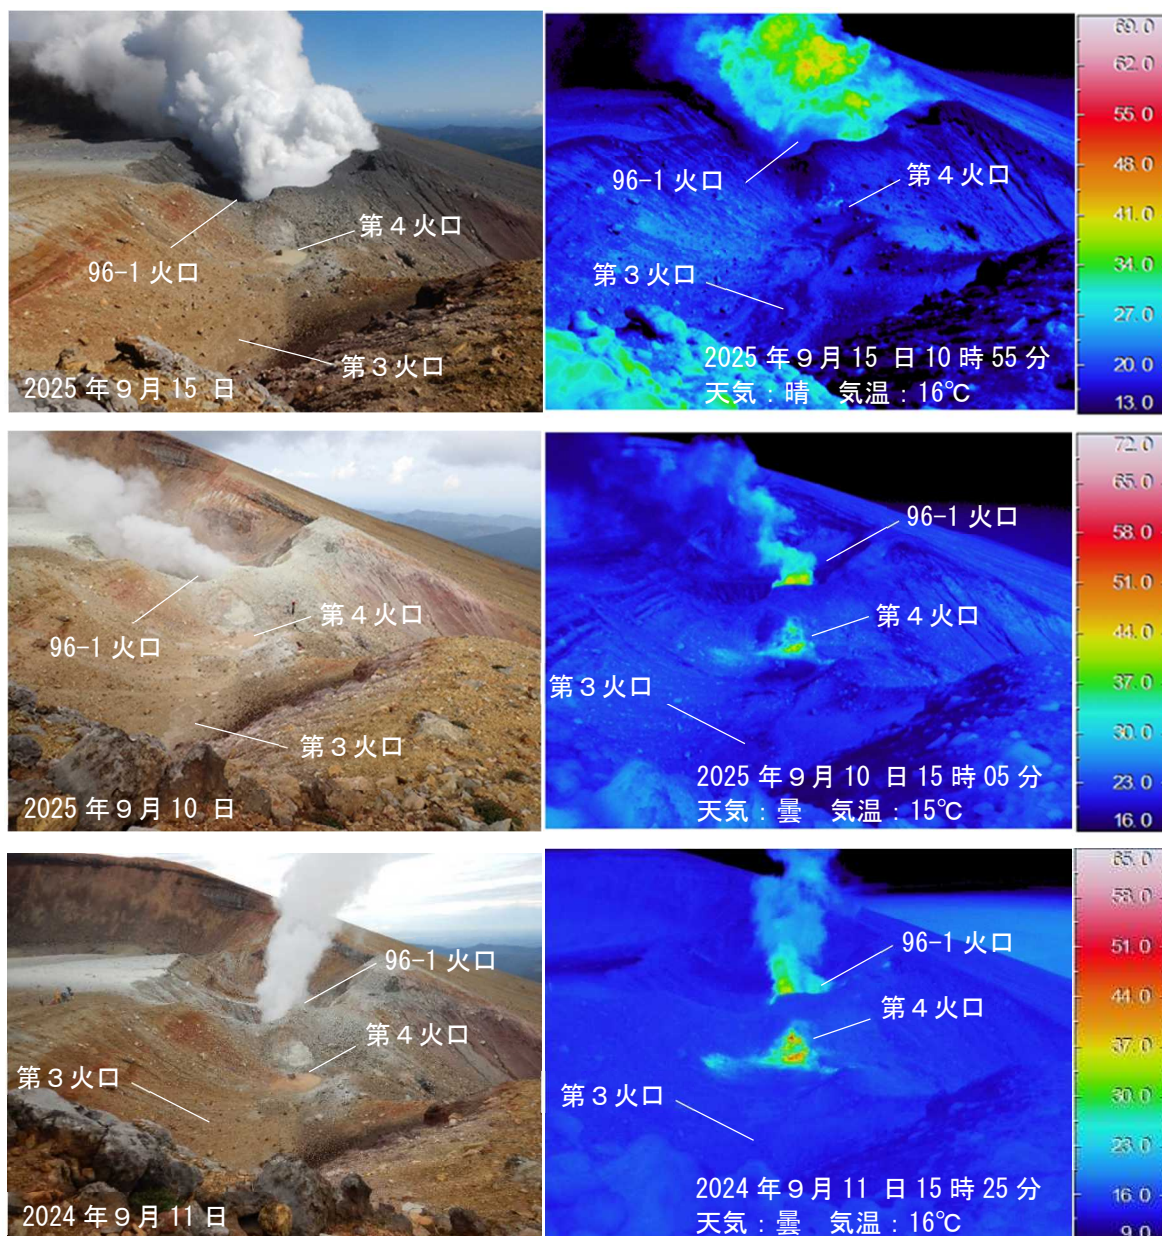 96-1 火口
第４火口
第３火口
2025 年９月 15 日
96-1 火口
第４火口
第３火口
2025 年９月 15 日 10 時 55 分
天気：晴　気温：16℃
69.0
62.0
55.0
48.0
41.0
34.0
27.0
20.0
13.0
96-1 火口
第４火口
第３火口
2025 年９月 10 日
96-1 火口
第４火口
第３火口
2025 年９月 10 日 15 時 05 分
天気：曇　気温：15℃
72.0
65.0
58.0
51.0
44.0
37.0
30.0
23.0
16.0
96-1 火口
第４火口
第３火口
2024 年９月 11 日
96-1 火口
第４火口
第３火口
2024 年９月 11 日 15 時 25 分
天気：曇　気温：16℃
65.0
58.0
51.0
44.0
37.0
30.0
23.0
16.0
9.0